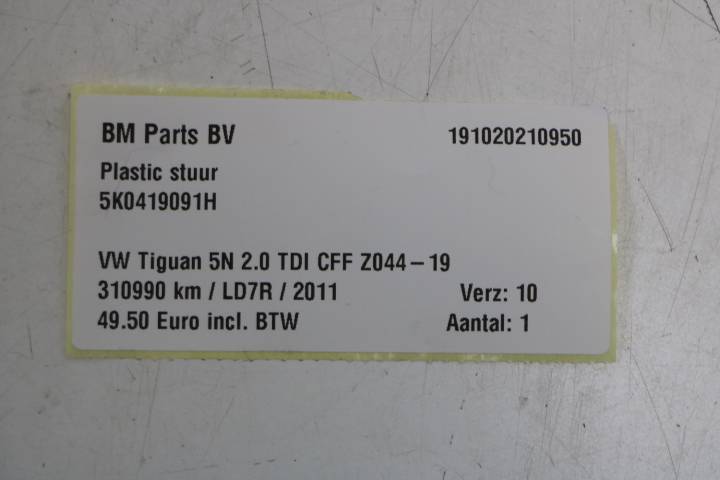 BM Parts BV 191020210950
Plastic stuur
5K0419091H
VW Tiguan 5N 2.0 TDI CFF Z044-19
310990 km / LD7R / 2011 Verz: 10
49.50 Euro incl. BTW Aantal: 1